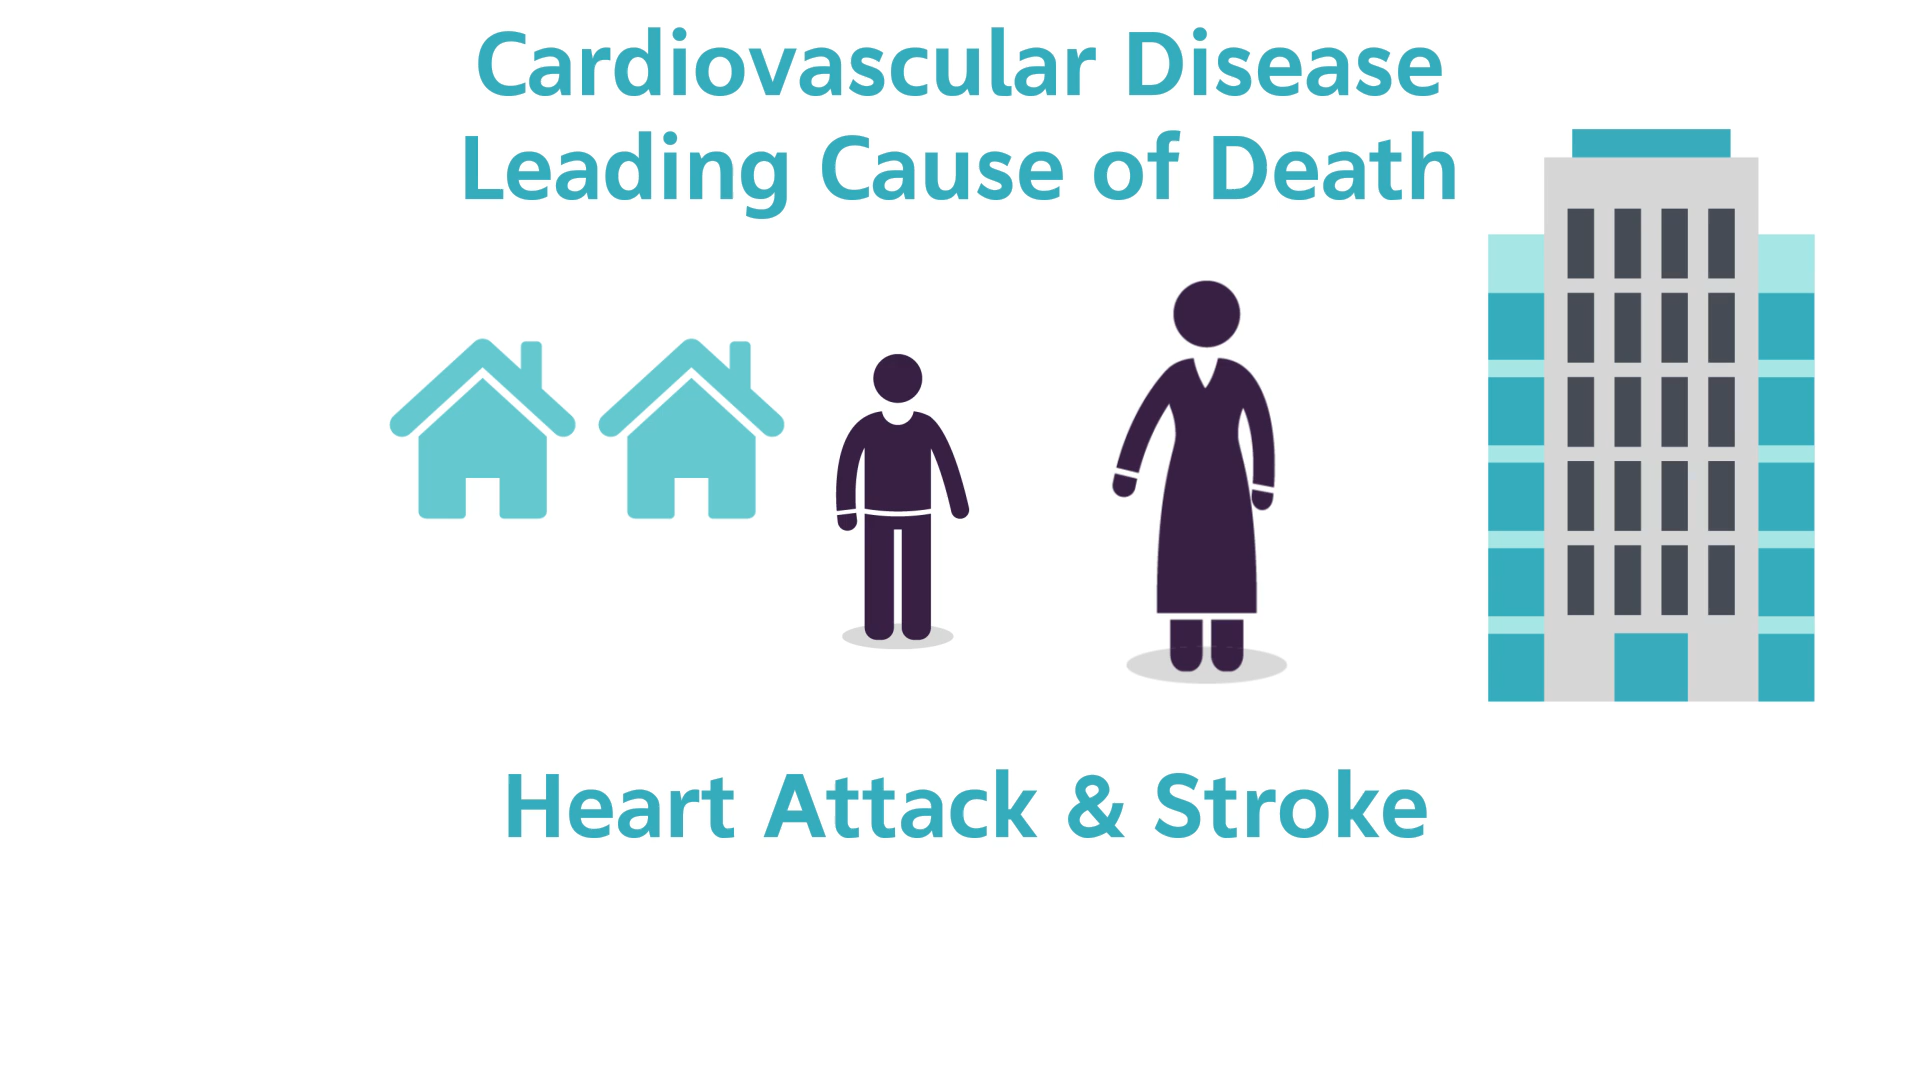 Cardiovascular Disease
Leading Cause of Death
Heart Attack & Stroke